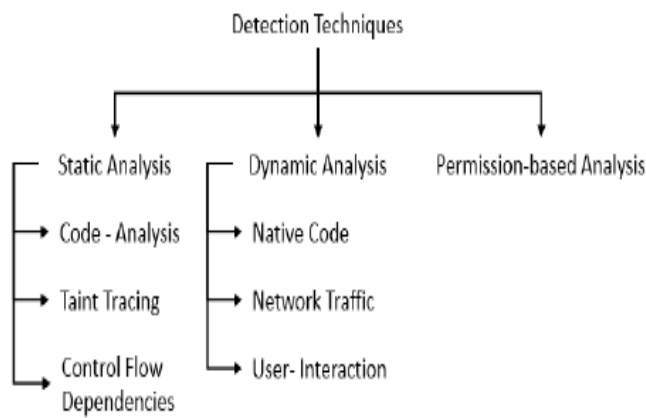 Detection Techniques
Static Analysis
Dynamic Analysis
Permission-based Analysis
Code - Analysis
Native Code
Taint Tracing
Network Traffic
Control Flow
Dependencies
User- Interaction